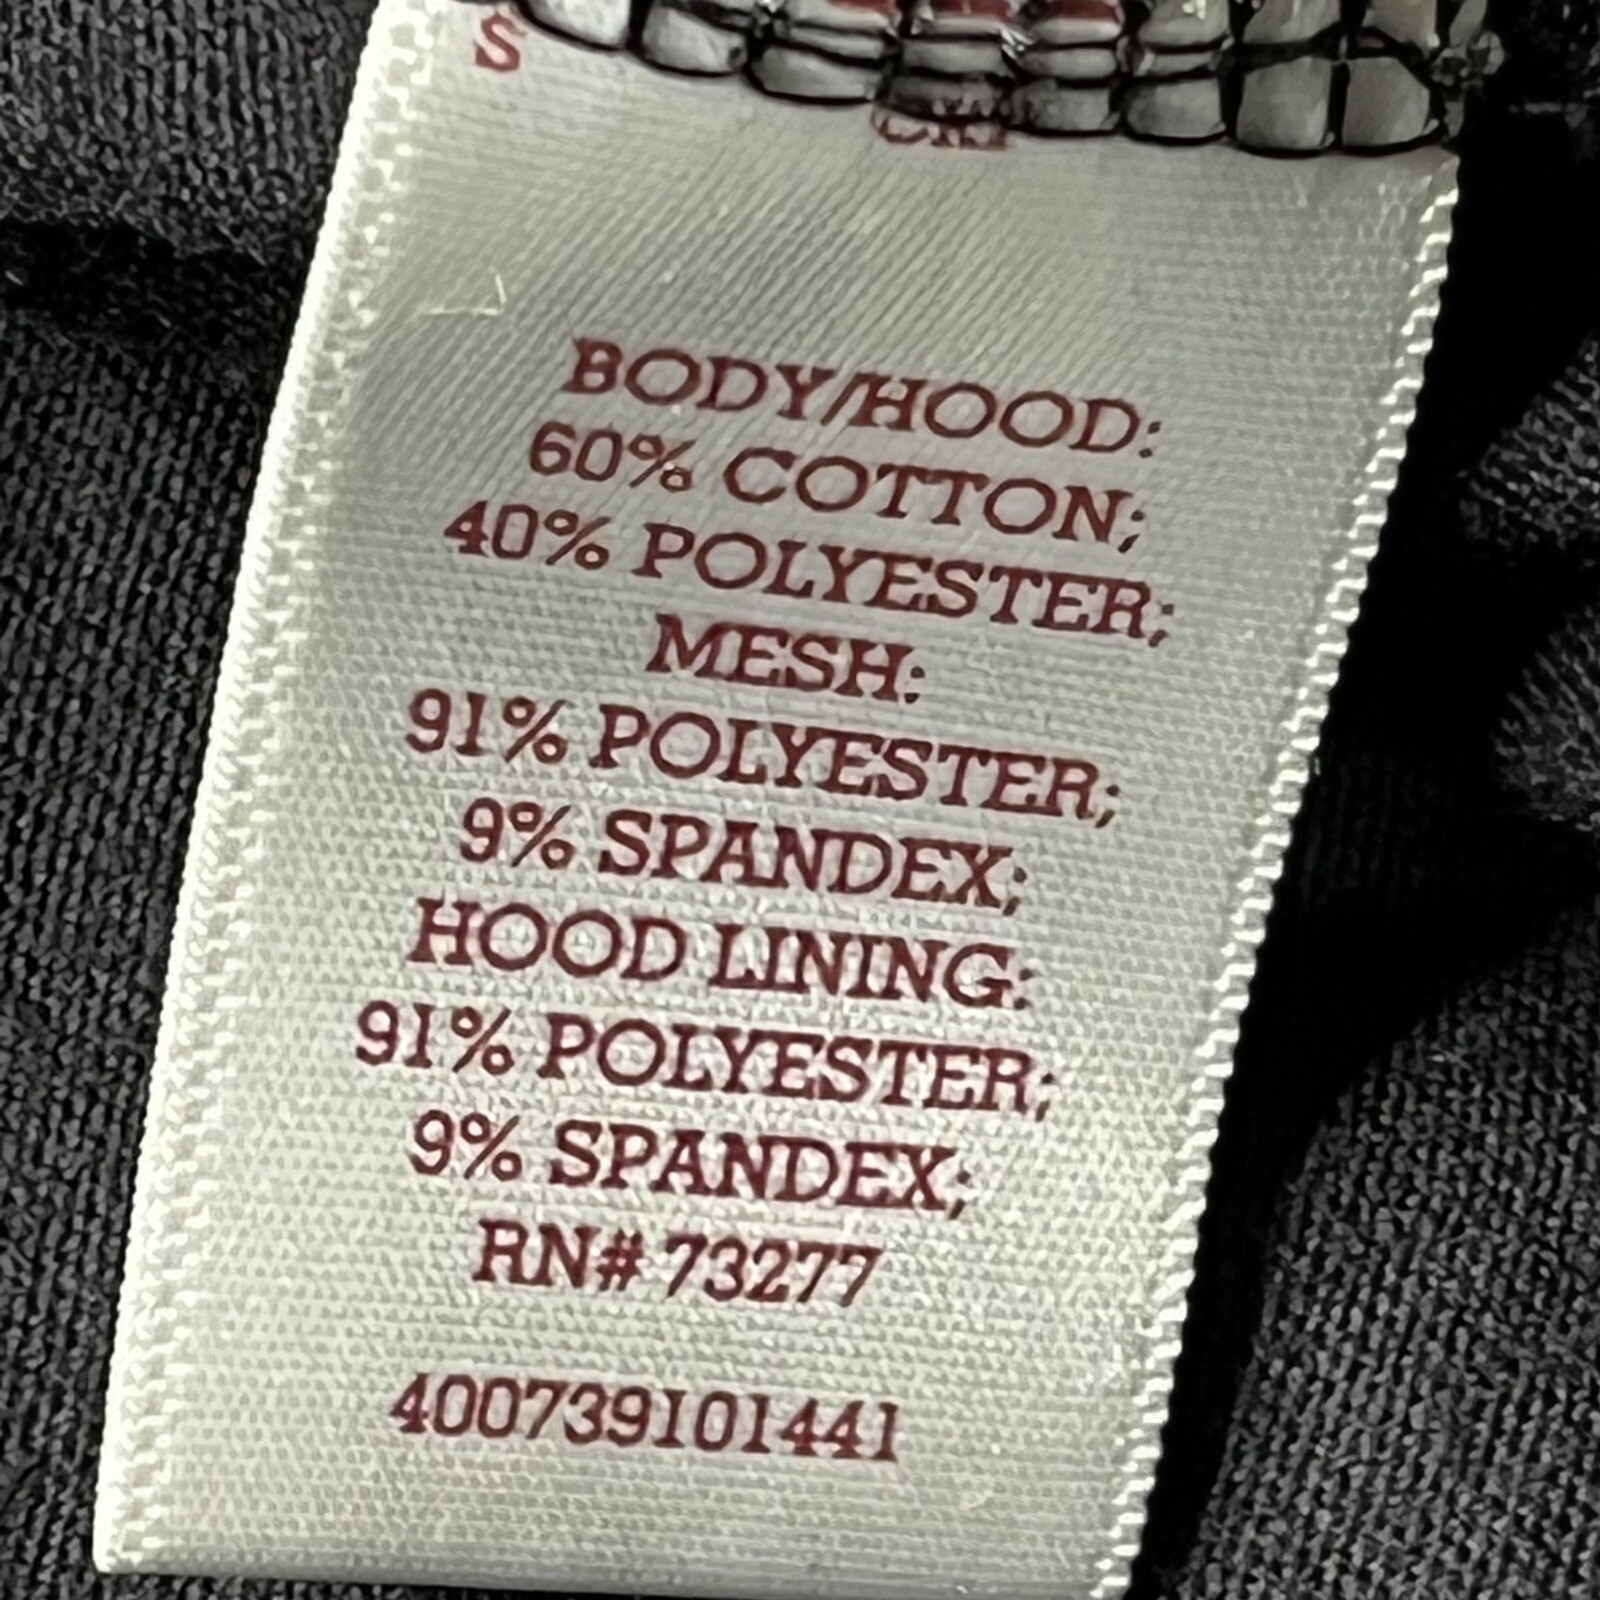 S
BODY/HOOD:
60% COTTON;
40% POLYESTER;
MESH:
91% POLYESTER;
9% SPANDEX;
HOOD LINING:
91% POLYESTER;
9% SPANDEX;
RN# 73277
400739101441